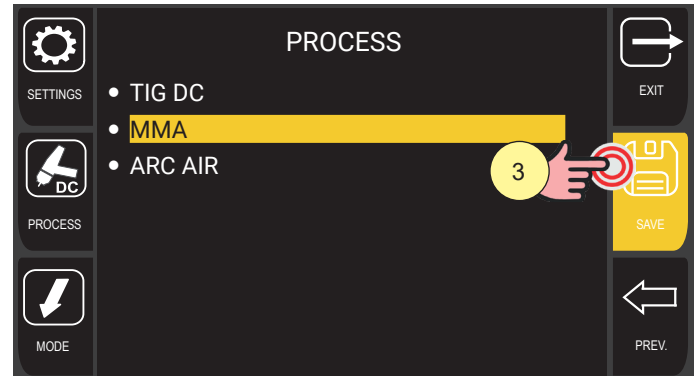 PROCESS
SETTINGS
• TIG DC
EXIT
• MMA
• ARC AIR
3
DC
PROCESS
SAVE
MODE
PREV.